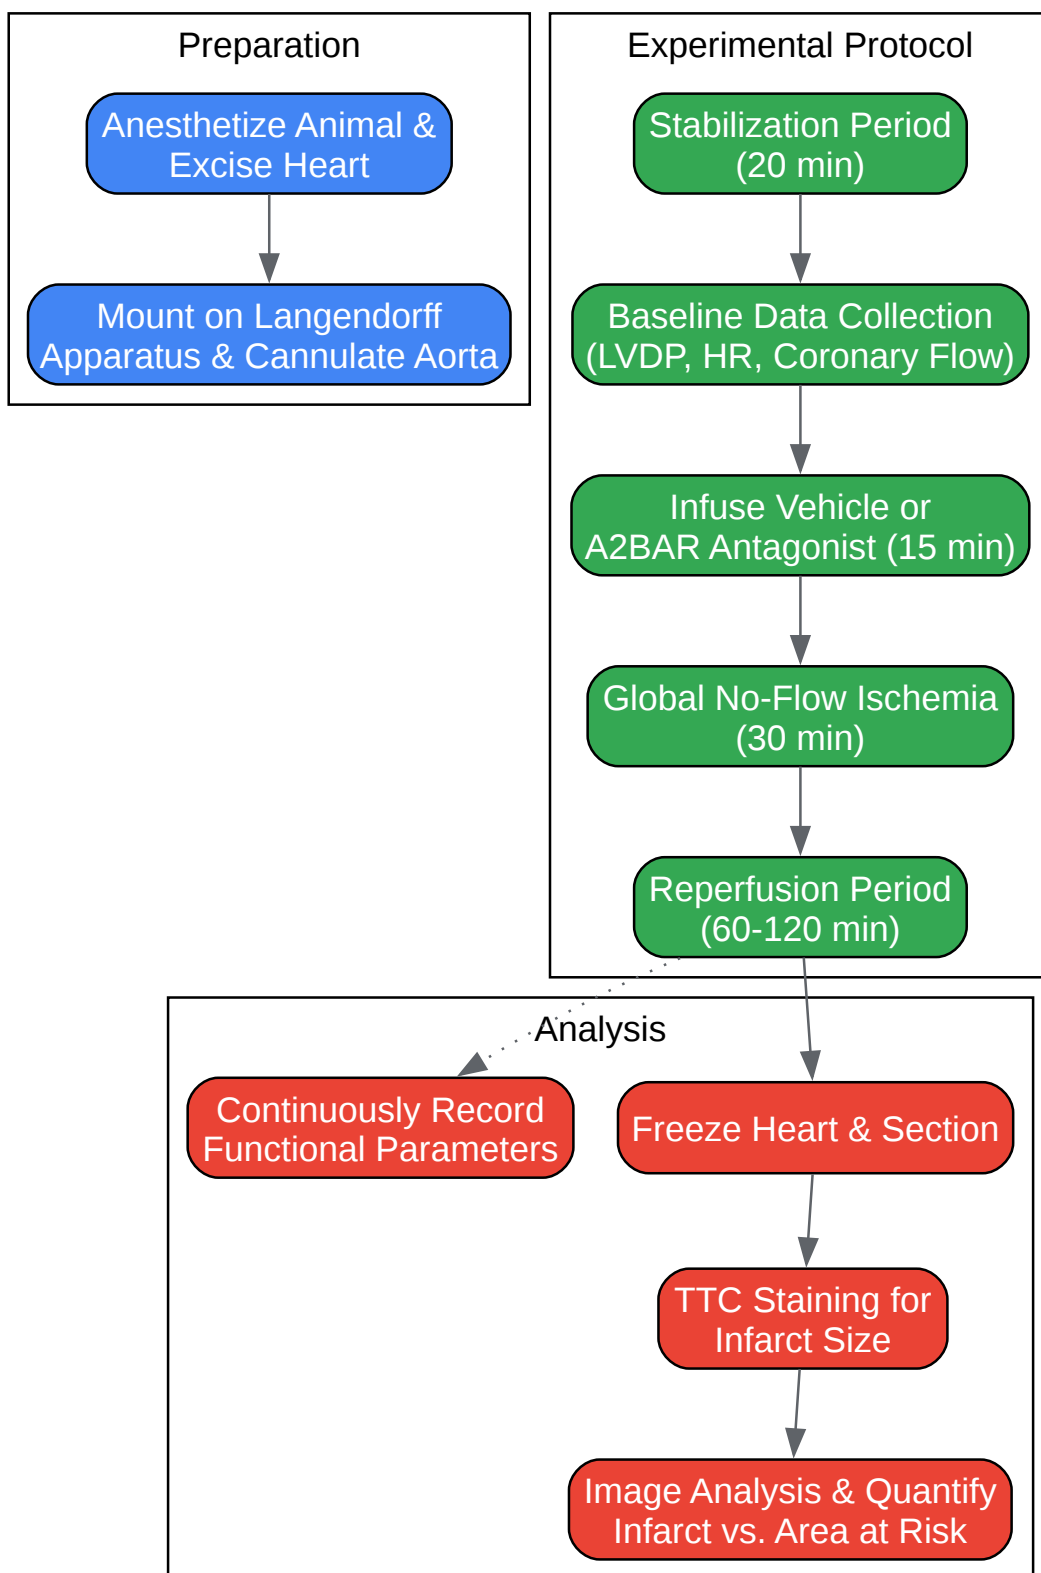 Preparation
Anesthetize Animal &
Excise Heart
Mount on Langendorff
Apparatus & Cannulate Aorta
Experimental Protocol
Stabilization Period
(20 min)
Baseline Data Collection
(LVDP, HR, Coronary Flow)
Infuse Vehicle or
A2BAR Antagonist (15 min)
Global No-Flow Ischemia
(30 min)
Reperfusion Period
(60-120 min)
Analysis
Continuously Record
Functional Parameters
Freeze Heart & Section
TTC Staining for
Infarct Size
Image Analysis & Quantify
Infarct vs. Area at Risk